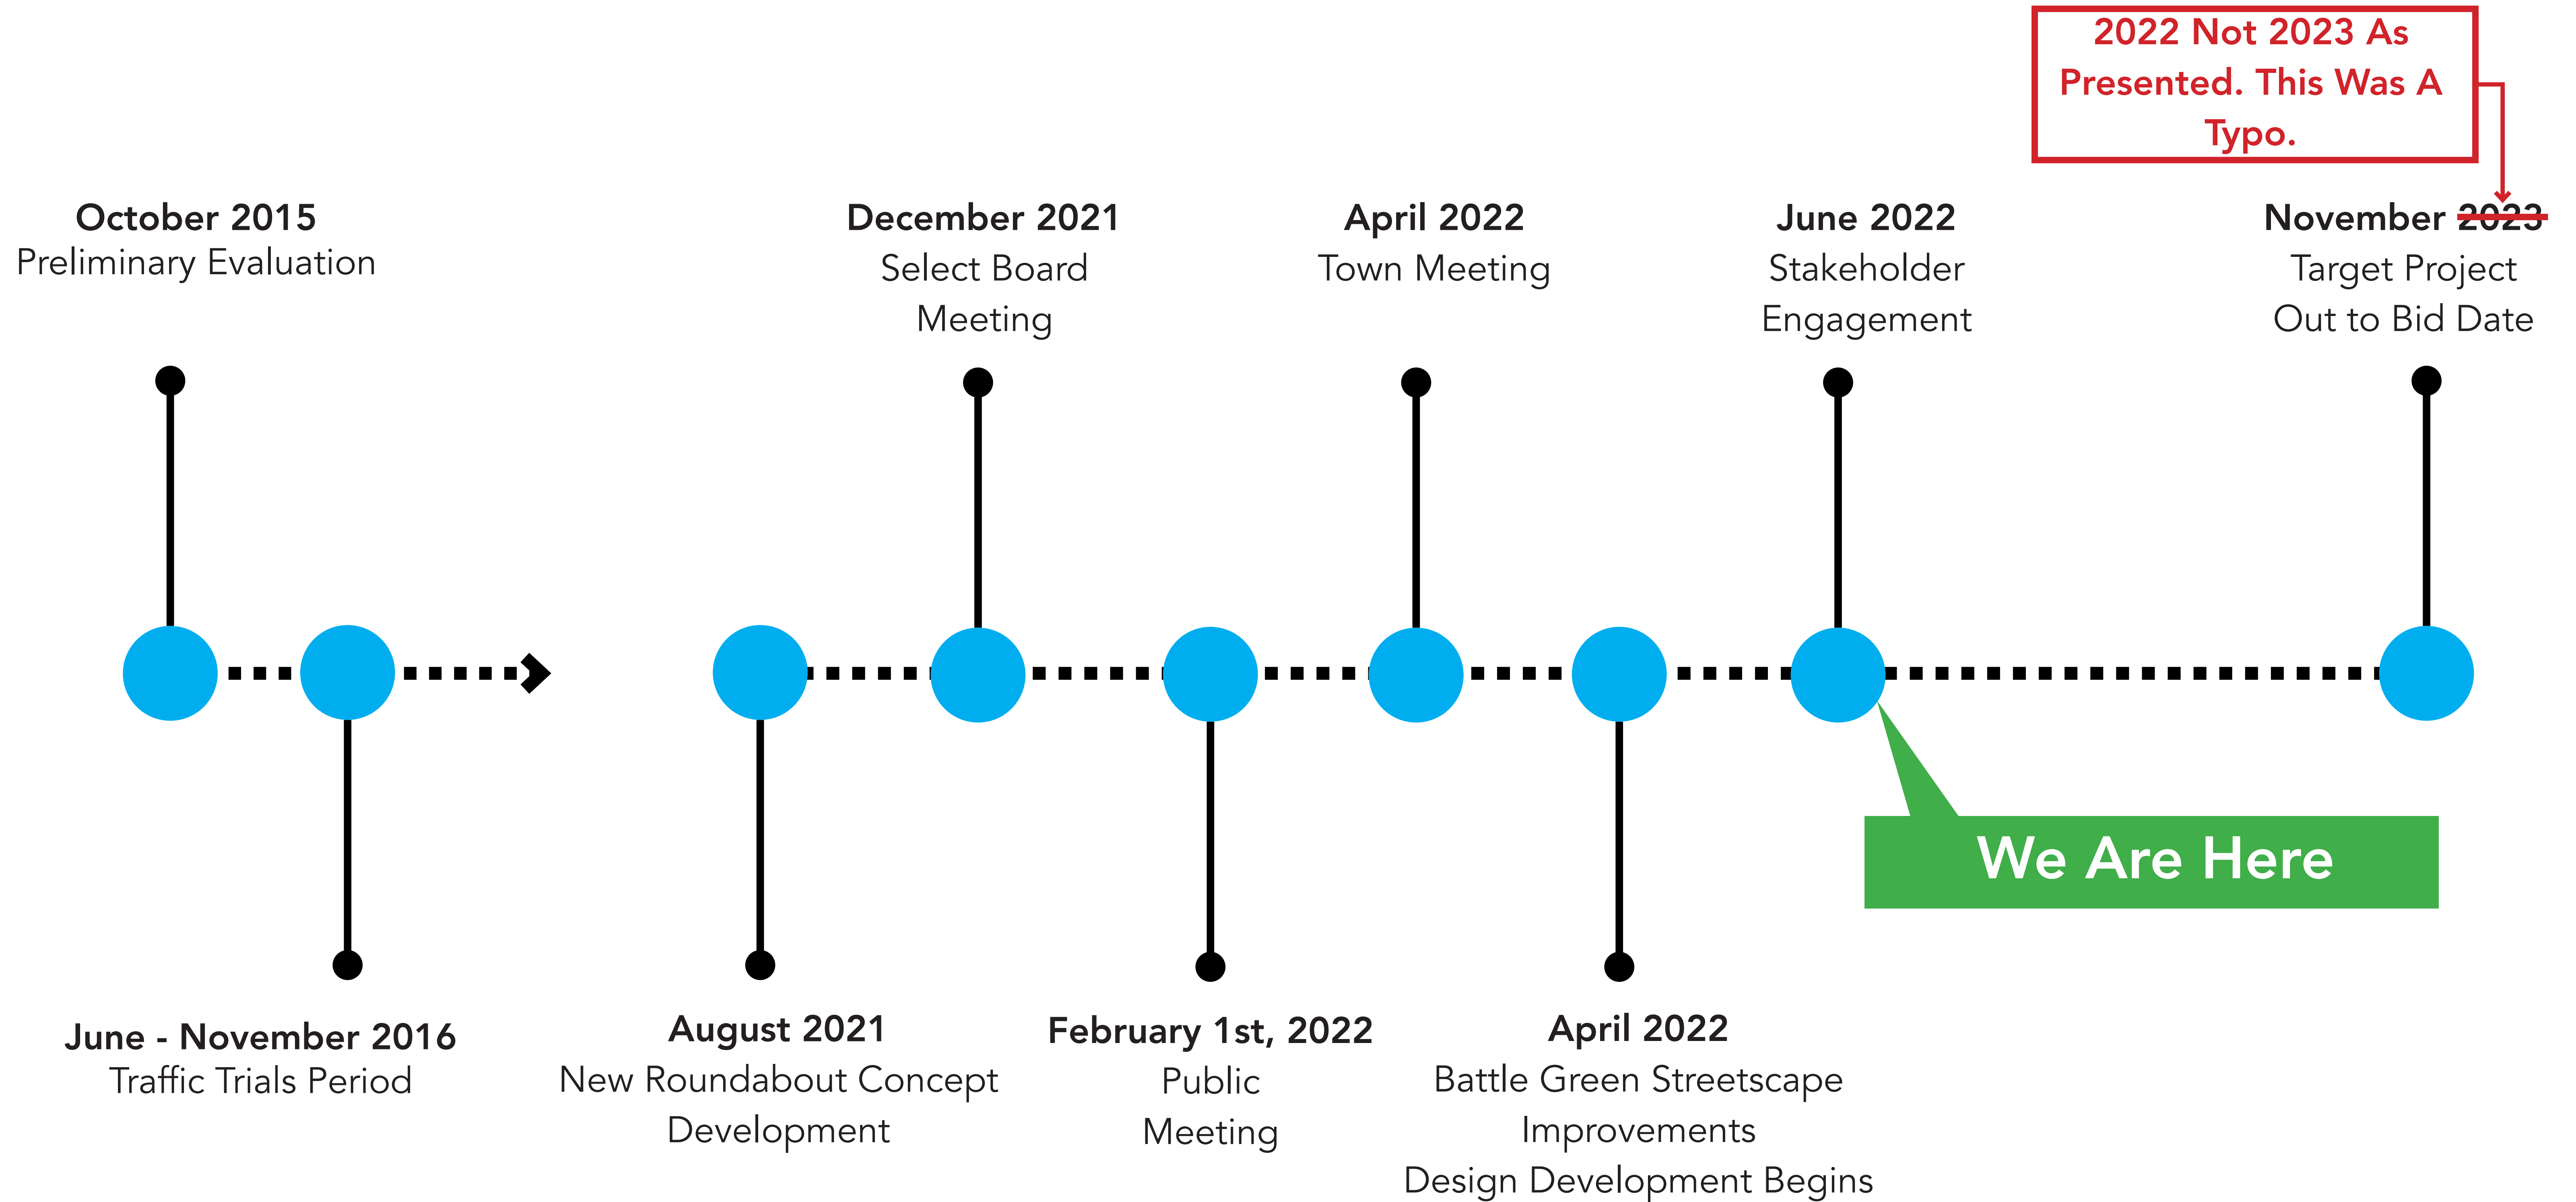 2022 Not 2023 As
Presented. This Was A
Typo.
October 2015
Preliminary Evaluation
December 2021
Select Board
Meeting
April 2022
Town Meeting
June 2022
Stakeholder
Engagement
November 2023
Target Project
Out to Bid Date
We Are Here
June - November 2016
Traffic Trials Period
August 2021
New Roundabout Concept
Development
February 1st, 2022
Public
Meeting
April 2022
Battle Green Streetscape
Improvements
Design Development Begins